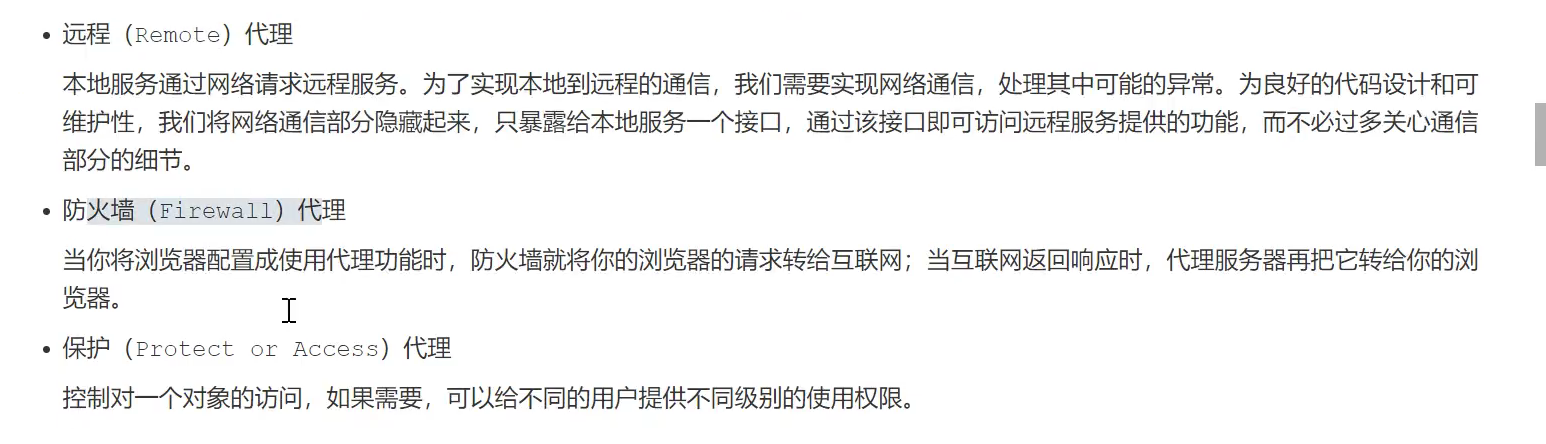 • 远程（Remote）代理
本地服务通过网络请求远程服务。为了实现本地到远程的通信，我们需要实现网络通信，处理其中可能的异常。为良好的代码设计和可
维护性，我们将网络通信部分隐藏起来，只暴露给本地服务一个接口，通过该接口即可访问远程服务提供的功能，而不必过多关心通信
部分的细节。
• 防火墙（Firewall）代理
当你将浏览器配置成使用代理功能时，防火墙就将你的浏览器的请求转给互联网；当互联网返回响应时，代理服务器再把它转给你的浏
览器。
• 保护（Protect or Access）代理
控制对一个对象的访问，如果需要，可以给不同的用户提供不同级别的使用权限。